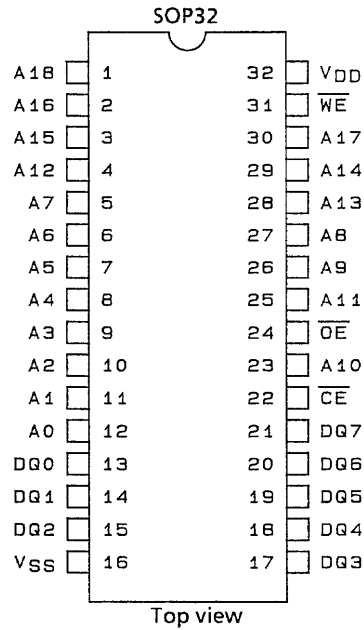 SOP32
A18 1 32 VDD
A16 2 31 W̅E̅
A15 3 30 A17
A12 4 29 A14
A7 5 28 A13
A6 6 27 A8
A5 7 26 A9
A4 8 25 A11
A3 9 24 O̅E̅
A2 10 23 A10
A1 11 22 C̅E̅
A0 12 21 DQ7
DQ0 13 20 DQ6
DQ1 14 19 DQ5
DQ2 15 18 DQ4
VSS 16 17 DQ3
Top view